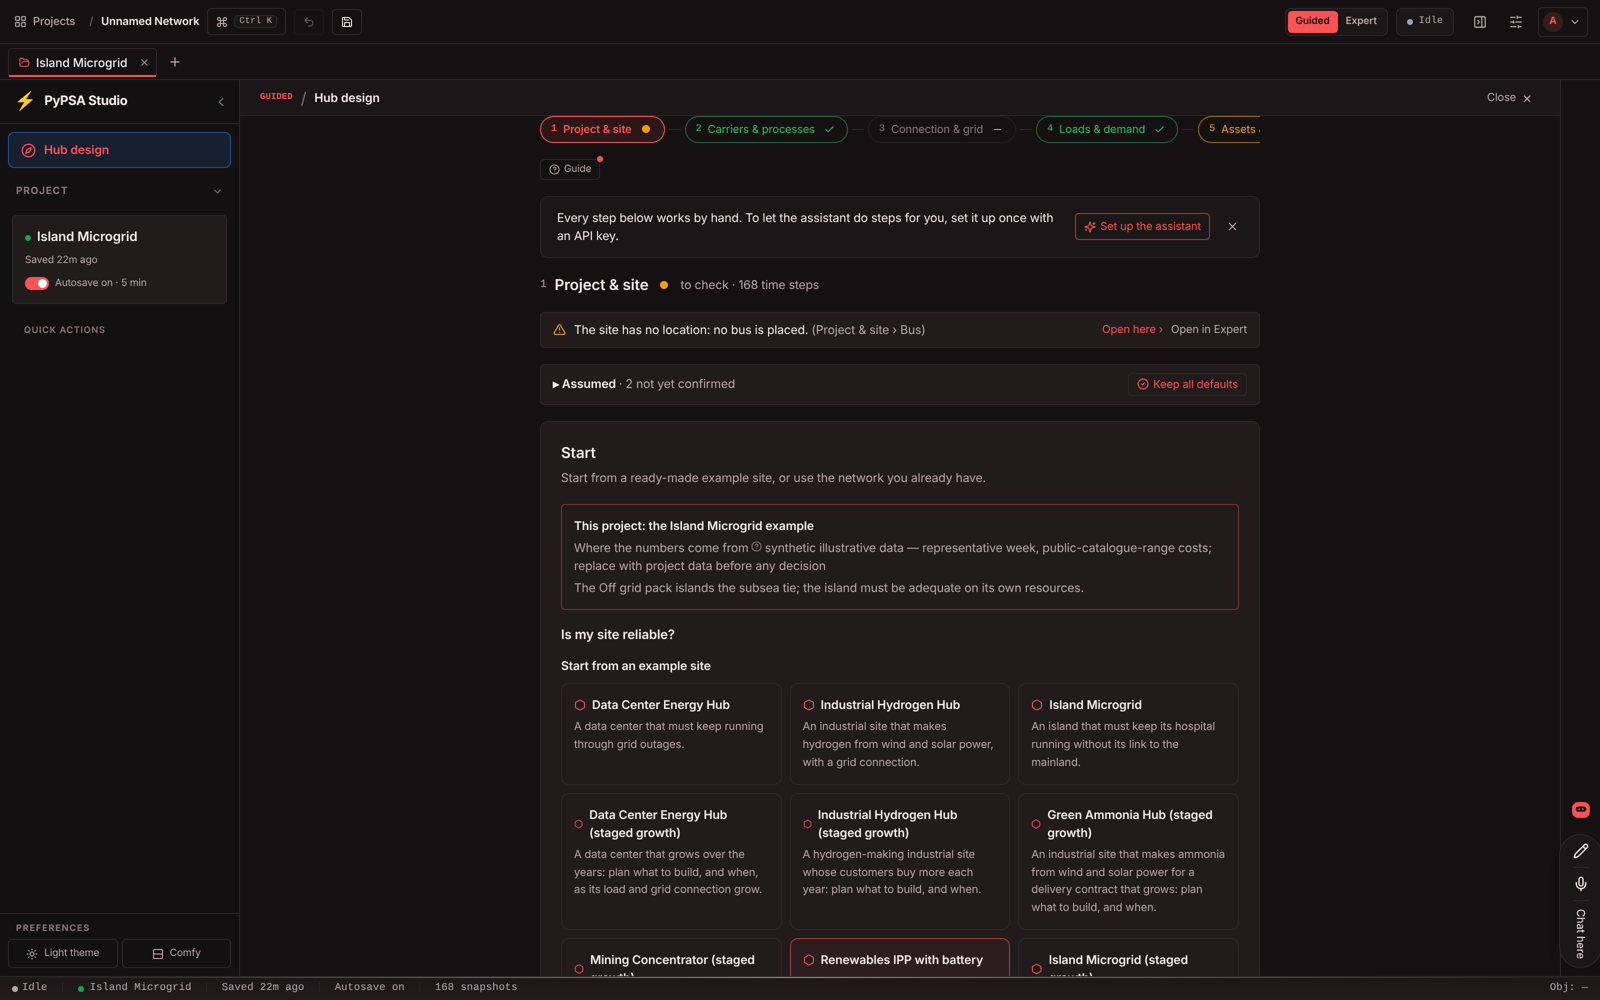 Projects / Unnamed Network Ctrl K Guided Expert Idle A
Island Microgrid
PyPSA Studio
GUIDED / Hub design Close
Hub design
1 Project & site
2 Carriers & processes
3 Connection & grid
4 Loads & demand
5 Assets
Guide
PROJECT
Island Microgrid
Saved 22m ago
Autosave on · 5 min
QUICK ACTIONS
Every step below works by hand. To let the assistant do steps for you, set it up once with
an API key.
Set up the assistant
1 Project & site to check · 168 time steps
The site has no location: no bus is placed. (Project & site › Bus) Open here › Open in Expert
Assumed · 2 not yet confirmed Keep all defaults
Start
Start from a ready-made example site, or use the network you already have.
This project: the Island Microgrid example
Where the numbers come from synthetic illustrative data — representative week, public-catalogue-range costs;
replace with project data before any decision
The Off grid pack islands the subsea tie; the island must be adequate on its own resources.
Is my site reliable?
Start from an example site
Data Center Energy Hub
A data center that must keep running
through grid outages.
Industrial Hydrogen Hub
An industrial site that makes
hydrogen from wind and solar power,
with a grid connection.
Island Microgrid
An island that must keep its hospital
running without its link to the
mainland.
Data Center Energy Hub
(staged growth)
A data center that grows over the
years: plan what to build, and when,
as its load and grid connection grow.
Industrial Hydrogen Hub
(staged growth)
A hydrogen-making industrial site
whose customers buy more each
year: plan what to build, and when.
Green Ammonia Hub (staged
growth)
An industrial site that makes ammonia
from wind and solar power for a
delivery contract that grows: plan
what to build, and when.
Mining Concentrator (staged
growth)
Renewables IPP with battery
Island Microgrid (staged
growth)
Chat here
PREFERENCES
Light theme
Comfy
Idle Island Microgrid Saved 22m ago Autosave on 168 snapshots Obj: —